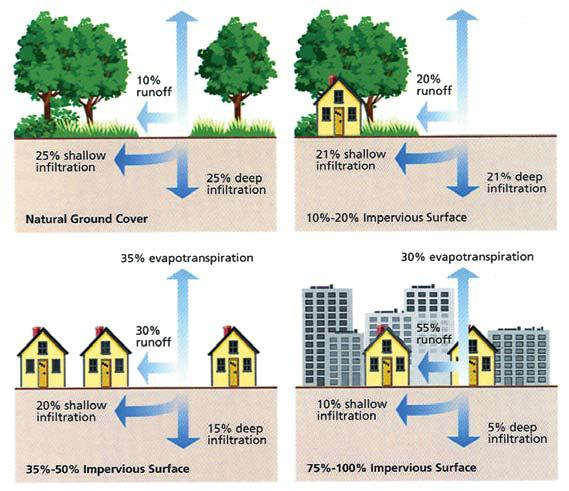 10%
runoff
25% shallow
infiltration
25% deep
infiltration
Natural Ground Cover
20%
runoff
21% shallow
infiltration
21% deep
infiltration
10%-20% Impervious Surface
35% evapotranspiration
30%
runoff
20% shallow
infiltration
15% deep
infiltration
35%-50% Impervious Surface
30% evapotranspiration
55%
runoff
10% shallow
infiltration
5% deep
infiltration
75%-100% Impervious Surface